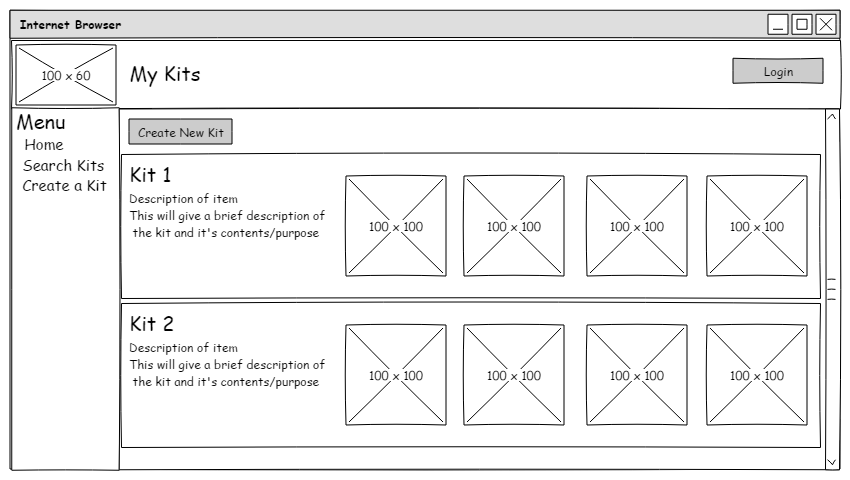 Internet Browser
100 x 60
My Kits
Login
Menu
Home
Search Kits
Create a Kit
Create New Kit
Kit 1
Description of item
This will give a brief description of
the kit and it's contents/purpose
100 x 100
100 x 100
100 x 100
100 x 100
Kit 2
Description of item
This will give a brief description of
the kit and it's contents/purpose
100 x 100
100 x 100
100 x 100
100 x 100